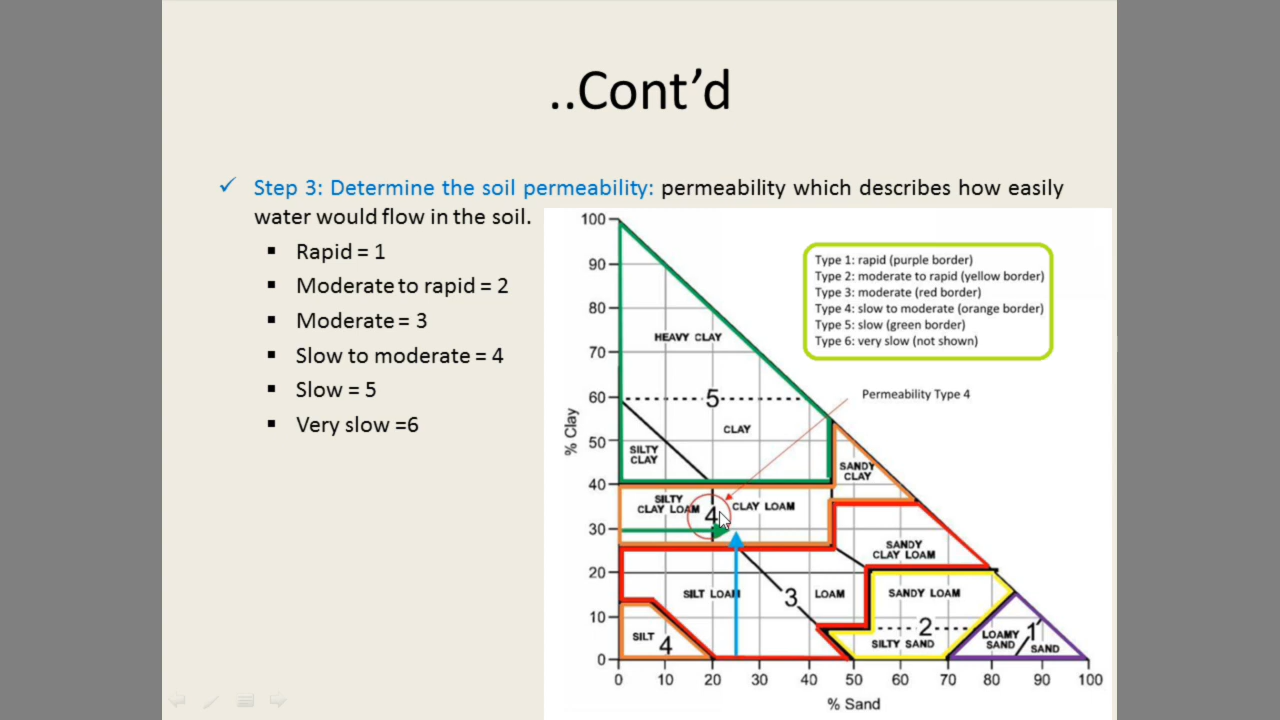 ..Cont’d
✓ Step 3: Determine the soil permeability: permeability which describes how easily
water would flow in the soil.
▪ Rapid = 1
▪ Moderate to rapid = 2
▪ Moderate = 3
▪ Slow to moderate = 4
▪ Slow = 5
▪ Very slow =6
Type 1: rapid (purple border)
Type 2: moderate to rapid (yellow border)
Type 3: moderate (red border)
Type 4: slow to moderate (orange border)
Type 5: slow (green border)
Type 6: very slow (not shown)
Permeability Type 4
% Clay
100
90
80
70
60
50
40
30
20
10
0
HEAVY CLAY
5
CLAY
SILTY
CLAY
SANDY
CLAY
SILTY
CLAY LOAM
4
CLAY LOAM
SANDY
CLAY LOAM
SILT LOAM
3
LOAM
SANDY LOAM
2
SILTY SAND
SILT
4
LOAMY
SAND
1
SAND
0 10 20 30 40 50 60 70 80 90 100
% Sand